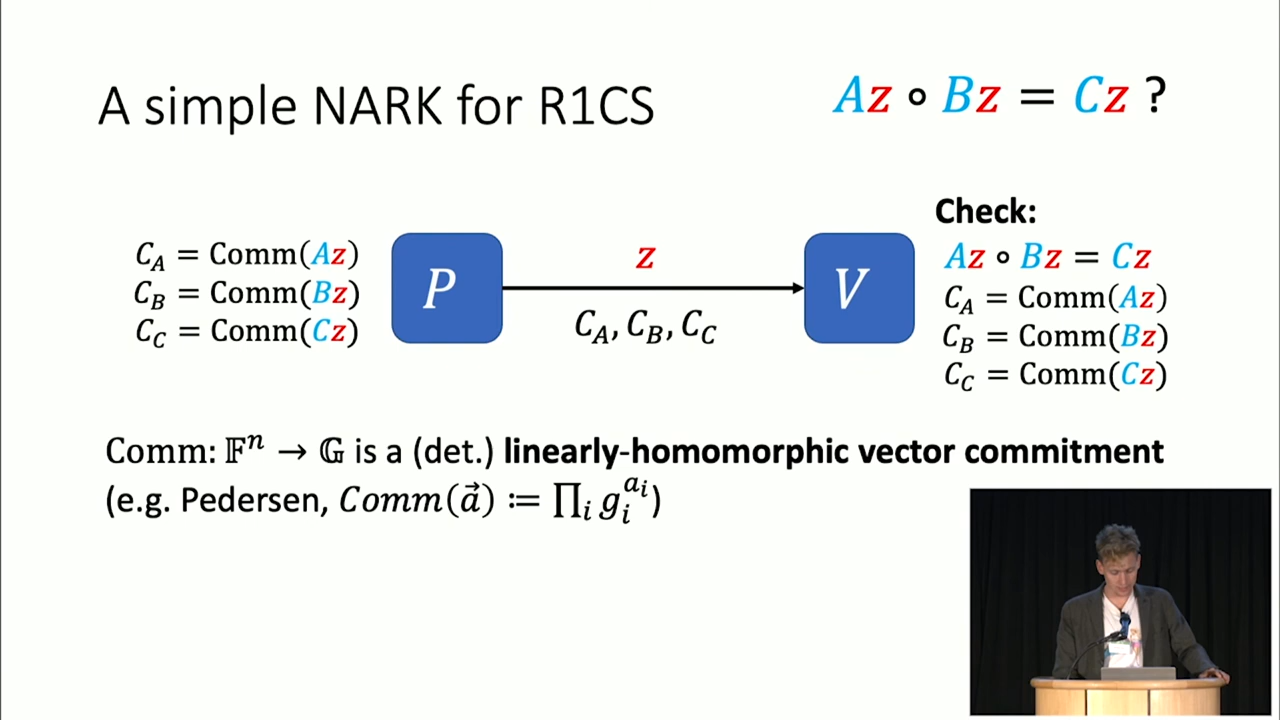 A simple NARK for R1CS
Az ∘ Bz = Cz ?
C_A = Comm(Az)
C_B = Comm(Bz)
C_C = Comm(Cz)
P
z
C_A, C_B, C_C
V
Check:
Az ∘ Bz = Cz
C_A = Comm(Az)
C_B = Comm(Bz)
C_C = Comm(Cz)
Comm: 𝔽ⁿ → 𝔾 is a (det.) linearly-homomorphic vector commitment
(e.g. Pedersen, Comm(a⃗) ≔ ∏_i g_i^{a_i})